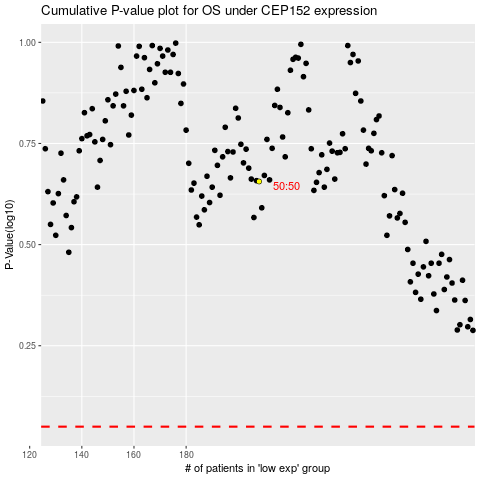 Cumulative P-value plot for OS under CEP152 expression
P-Value(log10)
1.00
0.75
0.50
0.25
50:50
120 140 160 180
# of patients in 'low exp' group